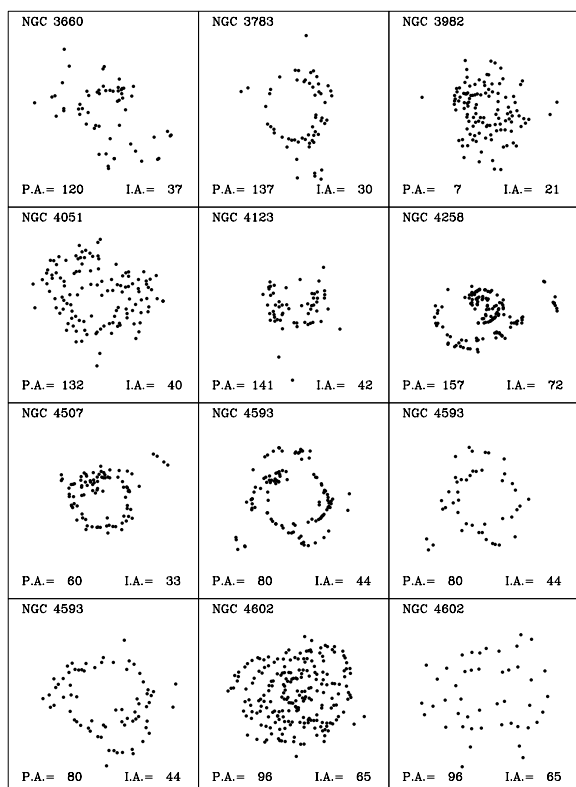 NGC 3660
P.A.= 120 I.A.= 37
NGC 3783
P.A.= 137 I.A.= 30
NGC 3982
P.A.= 7 I.A.= 21
NGC 4051
P.A.= 132 I.A.= 40
NGC 4123
P.A.= 141 I.A.= 42
NGC 4258
P.A.= 157 I.A.= 72
NGC 4507
P.A.= 60 I.A.= 33
NGC 4593
P.A.= 80 I.A.= 44
NGC 4593
P.A.= 80 I.A.= 44
NGC 4593
P.A.= 80 I.A.= 44
NGC 4602
P.A.= 96 I.A.= 65
NGC 4602
P.A.= 96 I.A.= 65